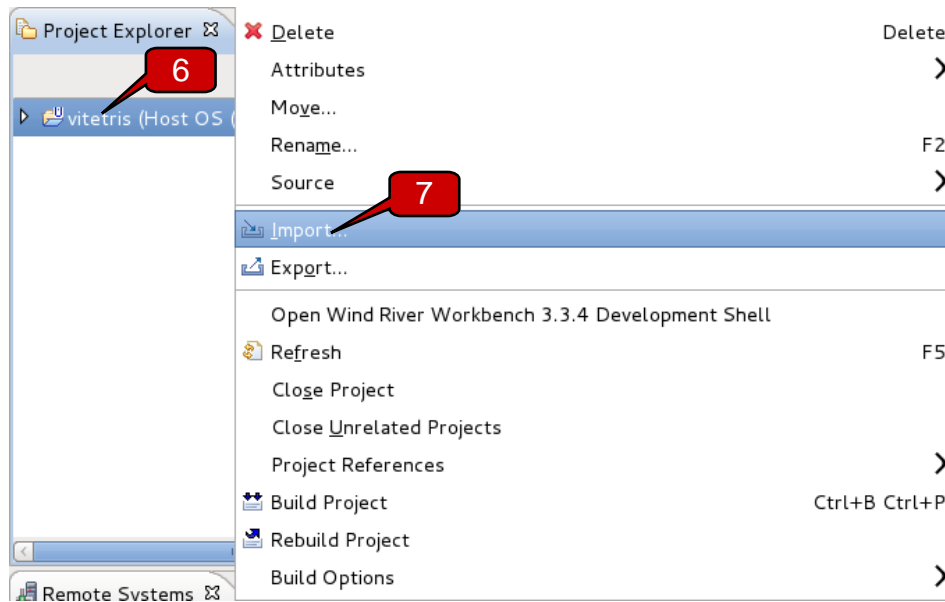 Project Explorer
6
vitetris (Host OS (
Delete Delete
Attributes
Move...
Rename... F2
Source
7
Import...
Export...
Open Wind River Workbench 3.3.4 Development Shell
Refresh F5
Close Project
Close Unrelated Projects
Project References
Build Project Ctrl+B Ctrl+P
Rebuild Project
Build Options
Remote Systems